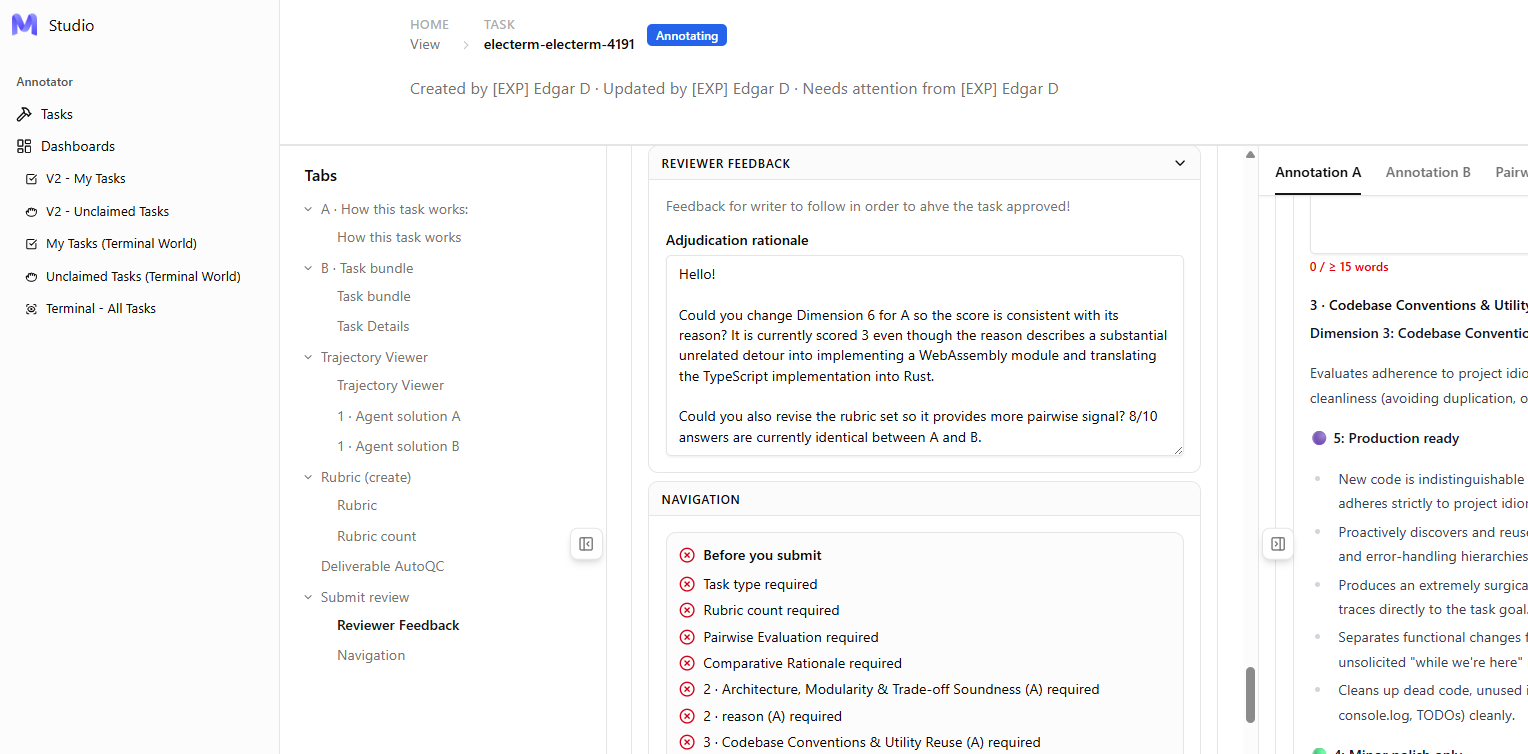 Studio
Annotator
Tasks
Dashboards
V2 - My Tasks
V2 - Unclaimed Tasks
My Tasks (Terminal World)
Unclaimed Tasks (Terminal World)
Terminal - All Tasks
HOME
View
TASK
electerm-electerm-4191
Annotating
Created by [EXP] Edgar D · Updated by [EXP] Edgar D · Needs attention from [EXP] Edgar D
Tabs
A · How this task works:
How this task works
B · Task bundle
Task bundle
Task Details
Trajectory Viewer
Trajectory Viewer
1 · Agent solution A
1 · Agent solution B
Rubric (create)
Rubric
Rubric count
Deliverable AutoQC
Submit review
Reviewer Feedback
Navigation
REVIEWER FEEDBACK
Feedback for writer to follow in order to ahve the task approved!
Adjudication rationale
Hello!
Could you change Dimension 6 for A so the score is consistent with its
reason? It is currently scored 3 even though the reason describes a substantial
unrelated detour into implementing a WebAssembly module and translating
the TypeScript implementation into Rust.
Could you also revise the rubric set so it provides more pairwise signal? 8/10
answers are currently identical between A and B.
NAVIGATION
Before you submit
Task type required
Rubric count required
Pairwise Evaluation required
Comparative Rationale required
2 · Architecture, Modularity & Trade-off Soundness (A) required
2 · reason (A) required
3 · Codebase Conventions & Utility Reuse (A) required
Annotation A
Annotation B
Pairw
0 / ≥ 15 words
3 · Codebase Conventions & Utility
Dimension 3: Codebase Conventio
Evaluates adherence to project idio
cleanliness (avoiding duplication, o
5: Production ready
New code is indistinguishable
adheres strictly to project idior
Proactively discovers and reuse
and error-handling hierarchies
Produces an extremely surgica
traces directly to the task goal.
Separates functional changes f
unsolicited "while we're here"
Cleans up dead code, unused i
console.log, TODOs) cleanly.
4: Minor polish only